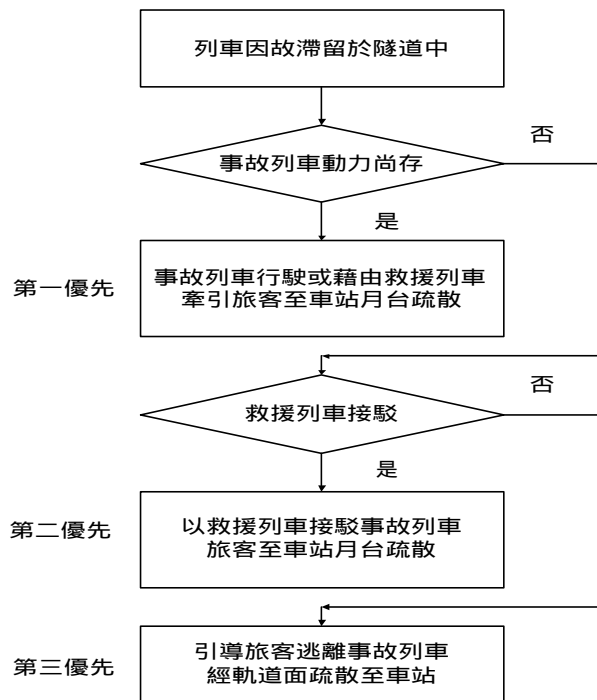 列車因故滯留於隧道中
否
事故列車動力尚存
是
第一優先
事故列車行駛或藉由救援列車
牽引旅客至車站月台疏散
否
救援列車接駁
是
第二優先
以救援列車接駁事故列車
旅客至車站月台疏散
第三優先
引導旅客逃離事故列車
經軌道面疏散至車站